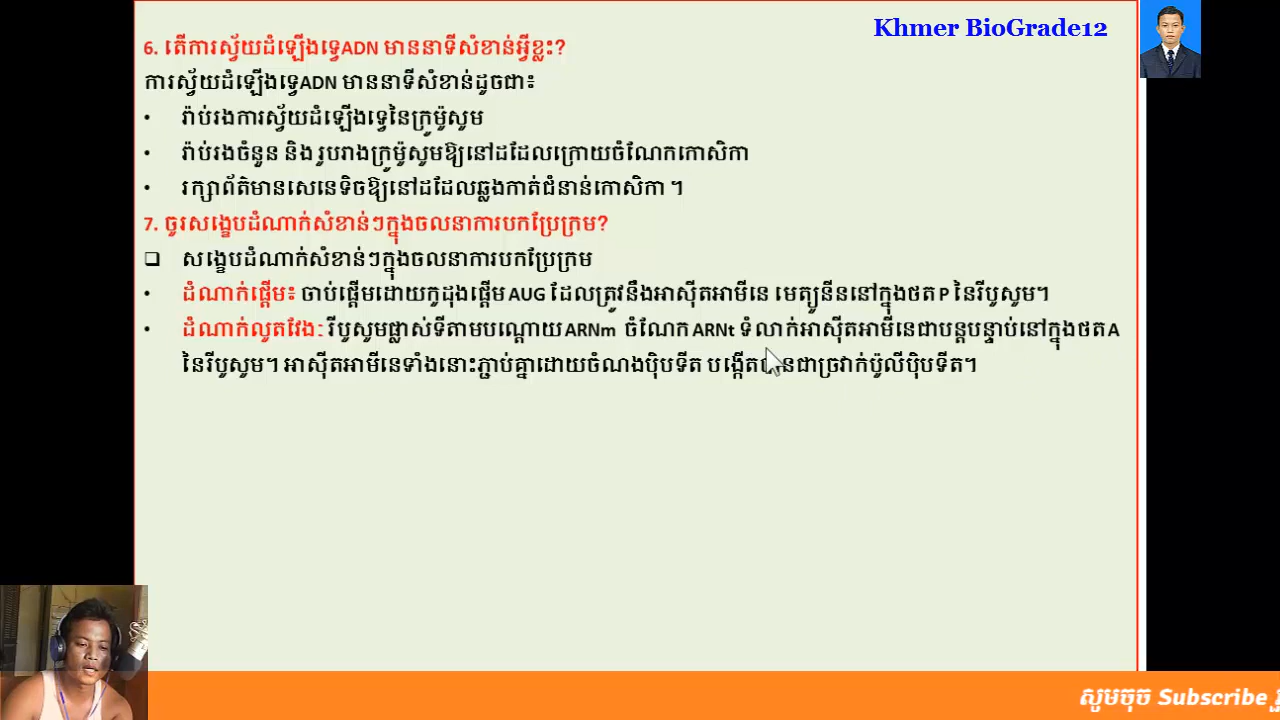 Khmer BioGrade12
6. តើការស្វ័យដំឡើងទ្វេADN មាននាទីសំខាន់អ្វីខ្លះ?
ការស្វ័យដំឡើងទ្វេADN មាននាទីសំខាន់ដូចជា៖
• រ៉ាប់រងការស្វ័យដំឡើងទ្វេនៃក្រូម៉ូសូម
• រ៉ាប់រងចំនួន និង រូបរាងក្រូម៉ូសូមឱ្យនៅដដែលក្រោយចំណែកកោសិកា
• រក្សាព័ត៌មានសេនេទិចឱ្យនៅដដែលឆ្លងកាត់ជំនាន់កោសិកា ។
7. ចូរសង្ខេបដំណាក់សំខាន់ៗក្នុងចលនាការបកប្រែក្រម?
❑ សង្ខេបដំណាក់សំខាន់ៗក្នុងចលនាការបកប្រែក្រម
• ដំណាក់ផ្តើម៖ ចាប់ផ្តើមដោយកូដុងផ្តើម AUG ដែលត្រូវនឹងអាស៊ីតអាមីនេ មេត្យូនីននៅក្នុងថត P នៃរីបូសូម។
• ដំណាក់លូតវែង: រីបូសូមផ្លាស់ទីតាមបណ្តោយ ARNm ចំណែក ARNt ទំលាក់អាស៊ីតអាមីនេជាបន្តបន្ទាប់នៅក្នុងថត A
នៃរីបូសូម។ អាស៊ីតអាមីនេទាំងនោះភ្ជាប់គ្នាដោយចំណងប៉ិបទីត បង្កើតបានជាច្រវាក់ប៉ូលីប៉ិបទីត។
សូមចុច Subscribe